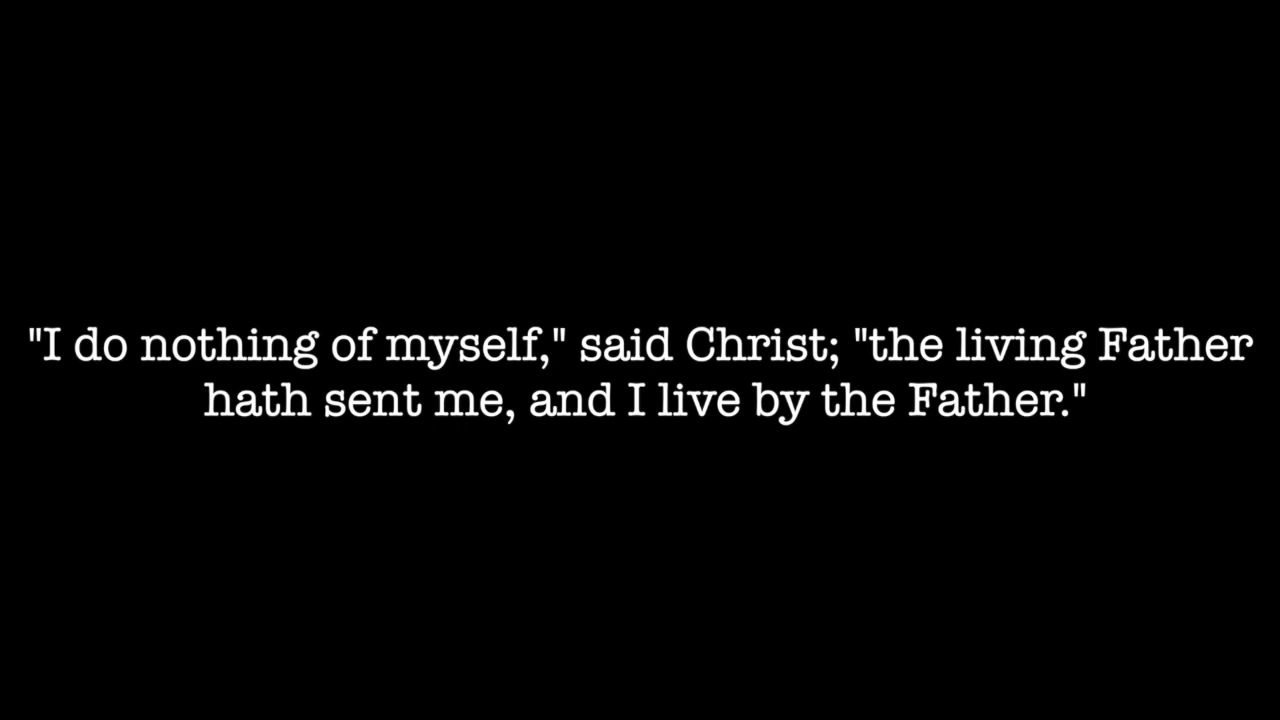 "I do nothing of myself," said Christ; "the living Father
hath sent me, and I live by the Father."